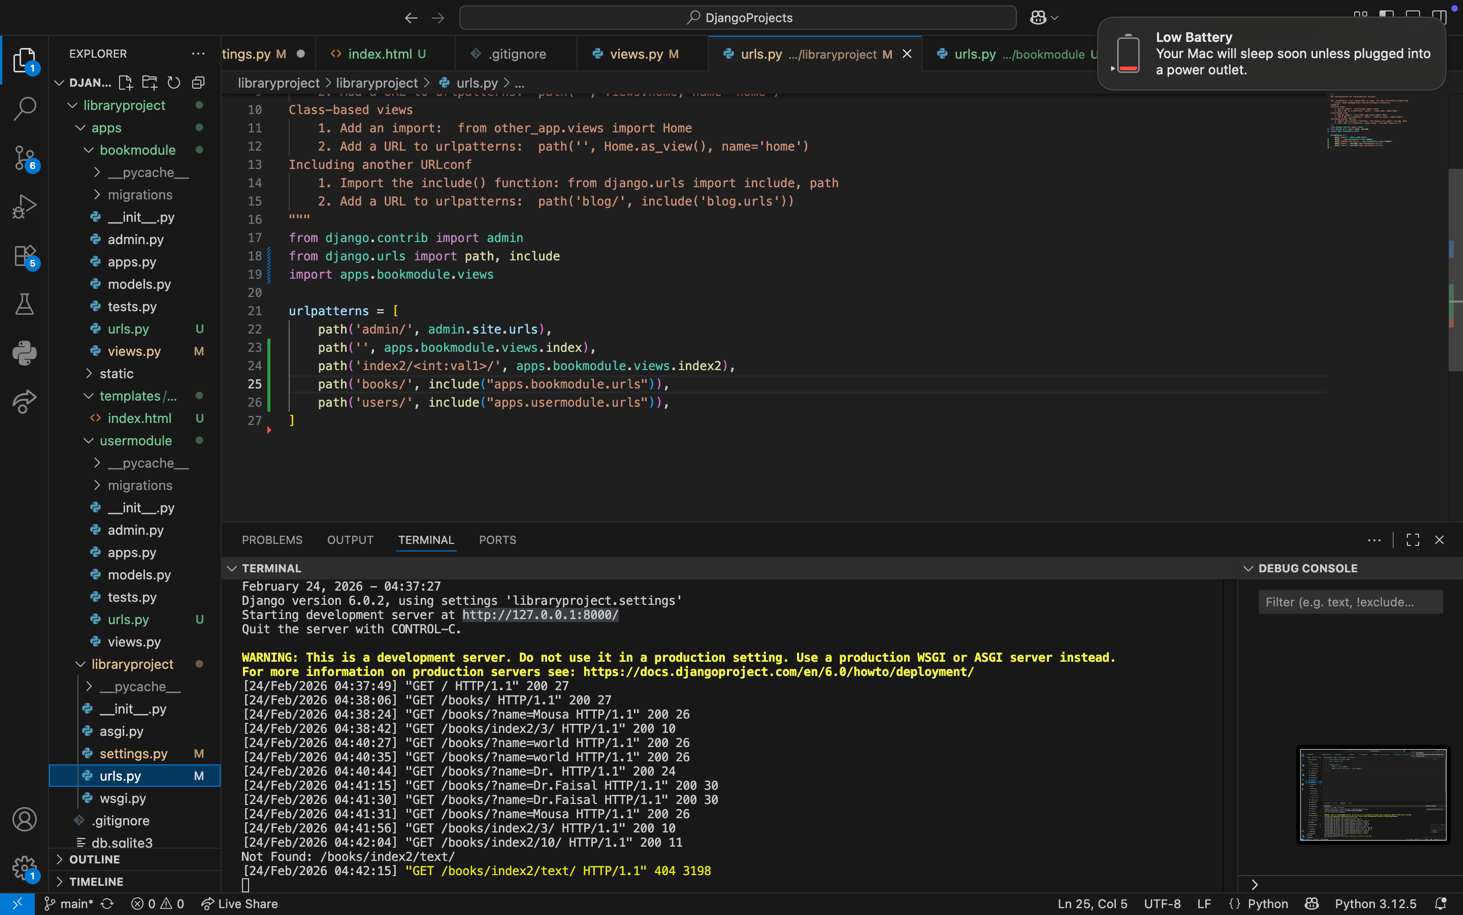 DjangoProjects
Low Battery
Your Mac will sleep soon unless plugged into
a power outlet.
EXPLORER
tings.py M
index.html U
.gitignore
views.py M
urls.py .../libraryproject M
urls.py .../bookmodule U
DJAN...
libraryproject > libraryproject > urls.py > ...
libraryproject
apps
bookmodule
__pycache__
migrations
__init__.py
admin.py
apps.py
models.py
tests.py
urls.py U
views.py M
static
templates/...
index.html U
usermodule
__pycache__
migrations
__init__.py
admin.py
apps.py
models.py
tests.py
urls.py U
views.py
libraryproject
__pycache__
__init__.py
asgi.py
settings.py M
urls.py M
wsgi.py
.gitignore
db.sqlite3
OUTLINE
TIMELINE
1
6
5
1
10 Class-based views
11 1. Add an import:  from other_app.views import Home
12 2. Add a URL to urlpatterns:  path('', Home.as_view(), name='home')
13 Including another URLconf
14 1. Import the include() function: from django.urls import include, path
15 2. Add a URL to urlpatterns:  path('blog/', include('blog.urls'))
16 """
17 from django.contrib import admin
18 from django.urls import path, include
19 import apps.bookmodule.views
20
21 urlpatterns = [
22 path('admin/', admin.site.urls),
23 path('', apps.bookmodule.views.index),
24 path('index2/<int:val1>/', apps.bookmodule.views.index2),
25 path('books/', include("apps.bookmodule.urls")),
26 path('users/', include("apps.usermodule.urls")),
27 ]
PROBLEMS OUTPUT TERMINAL PORTS
TERMINAL
February 24, 2026 - 04:37:27
Django version 6.0.2, using settings 'libraryproject.settings'
Starting development server at http://127.0.0.1:8000/
Quit the server with CONTROL-C.
WARNING: This is a development server. Do not use it in a production setting. Use a production WSGI or ASGI server instead.
For more information on production servers see: https://docs.djangoproject.com/en/6.0/howto/deployment/
[24/Feb/2026 04:37:49] "GET / HTTP/1.1" 200 27
[24/Feb/2026 04:38:06] "GET /books/ HTTP/1.1" 200 27
[24/Feb/2026 04:38:24] "GET /books/?name=Mousa HTTP/1.1" 200 26
[24/Feb/2026 04:38:42] "GET /books/index2/3/ HTTP/1.1" 200 10
[24/Feb/2026 04:40:27] "GET /books/?name=world HTTP/1.1" 200 26
[24/Feb/2026 04:40:35] "GET /books/?name=world HTTP/1.1" 200 26
[24/Feb/2026 04:40:44] "GET /books/?name=Dr. HTTP/1.1" 200 24
[24/Feb/2026 04:41:15] "GET /books/?name=Dr.Faisal HTTP/1.1" 200 30
[24/Feb/2026 04:41:30] "GET /books/?name=Dr.Faisal HTTP/1.1" 200 30
[24/Feb/2026 04:41:31] "GET /books/?name=Mousa HTTP/1.1" 200 26
[24/Feb/2026 04:41:56] "GET /books/index2/3/ HTTP/1.1" 200 10
[24/Feb/2026 04:42:04] "GET /books/index2/10/ HTTP/1.1" 200 11
Not Found: /books/index2/text/
[24/Feb/2026 04:42:15] "GET /books/index2/text/ HTTP/1.1" 404 3198
DEBUG CONSOLE
Filter (e.g. text, !exclude...
main* 0 0 Live Share
Ln 25, Col 5 UTF-8 LF {} Python Python 3.12.5